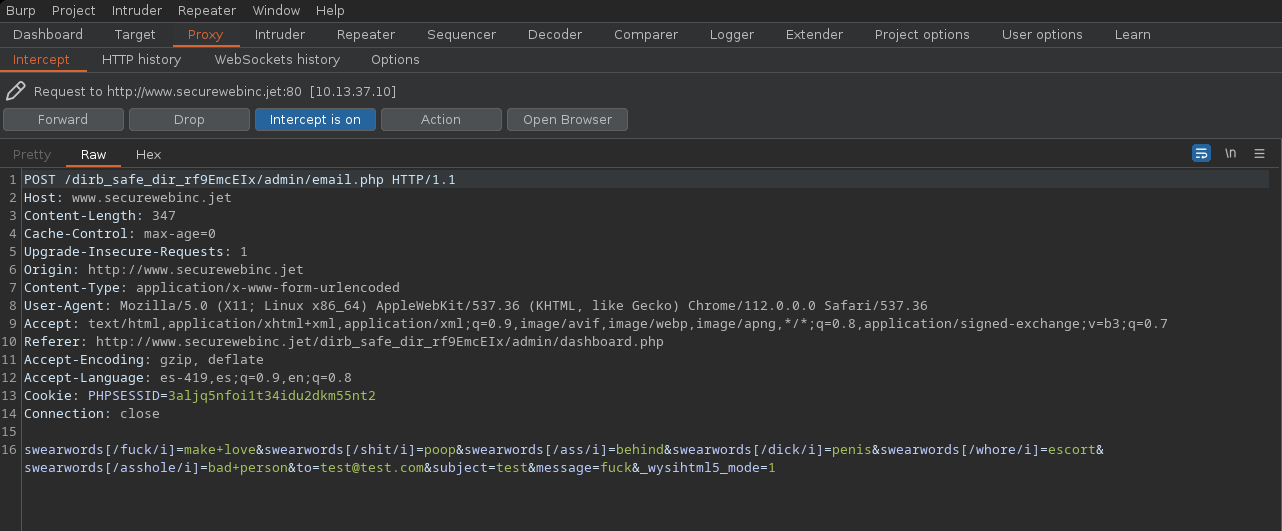 Burp Project Intruder Repeater Window Help
Dashboard Target Proxy Intruder Repeater Sequencer Decoder Comparer Logger Extender Project options User options Learn
Intercept HTTP history WebSockets history Options
Request to http://www.securewebinc.jet:80 [10.13.37.10]
Forward Drop Intercept is on Action Open Browser
Pretty Raw Hex \n
1 POST /dirb_safe_dir_rf9EmcEIx/admin/email.php HTTP/1.1
2 Host: www.securewebinc.jet
3 Content-Length: 347
4 Cache-Control: max-age=0
5 Upgrade-Insecure-Requests: 1
6 Origin: http://www.securewebinc.jet
7 Content-Type: application/x-www-form-urlencoded
8 User-Agent: Mozilla/5.0 (X11; Linux x86_64) AppleWebKit/537.36 (KHTML, like Gecko) Chrome/112.0.0.0 Safari/537.36
9 Accept: text/html,application/xhtml+xml,application/xml;q=0.9,image/avif,image/webp,image/apng,*/*;q=0.8,application/signed-exchange;v=b3;q=0.7
10 Referer: http://www.securewebinc.jet/dirb_safe_dir_rf9EmcEIx/admin/dashboard.php
11 Accept-Encoding: gzip, deflate
12 Accept-Language: es-419,es;q=0.9,en;q=0.8
13 Cookie: PHPSESSID=3aljq5nfoi1t34idu2dkm55nt2
14 Connection: close
15
16 swearwords[/fuck/i]=make+love&swearwords[/shit/i]=poop&swearwords[/ass/i]=behind&swearwords[/dick/i]=penis&swearwords[/whore/i]=escort&
swearwords[/asshole/i]=bad+person&to=test@test.com&subject=test&message=fuck&_wysihtml5_mode=1